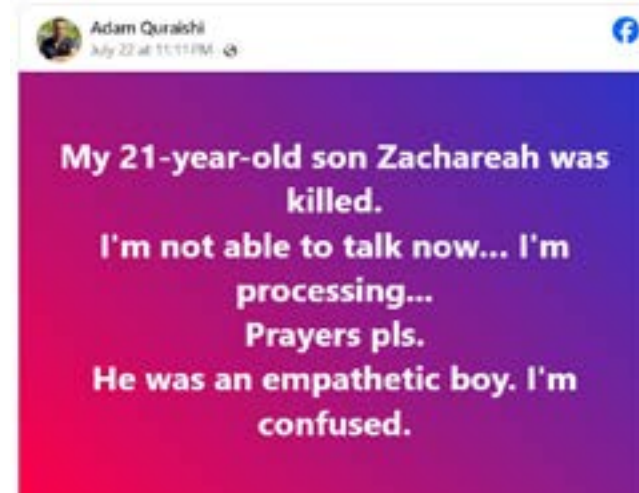 Adam Quraishi
July 22 at 11:11 PM
My 21-year-old son Zachareah was
killed.
I'm not able to talk now... I'm
processing...
Prayers pls.
He was an empathetic boy. I'm
confused.